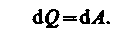 dQ = dA.